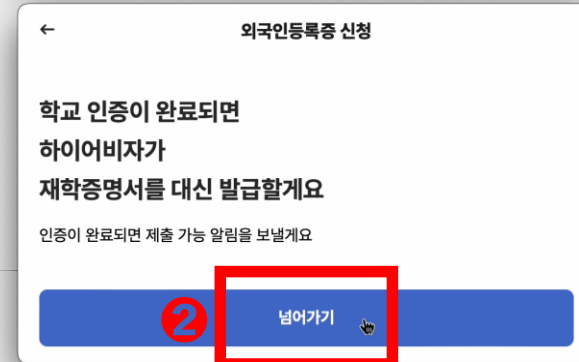 ←
외국인등록증 신청
학교 인증이 완료되면
하이어비자가
재학증명서를 대신 발급할게요
인증이 완료되면 제출 가능 알림을 보낼게요
2 넘어가기